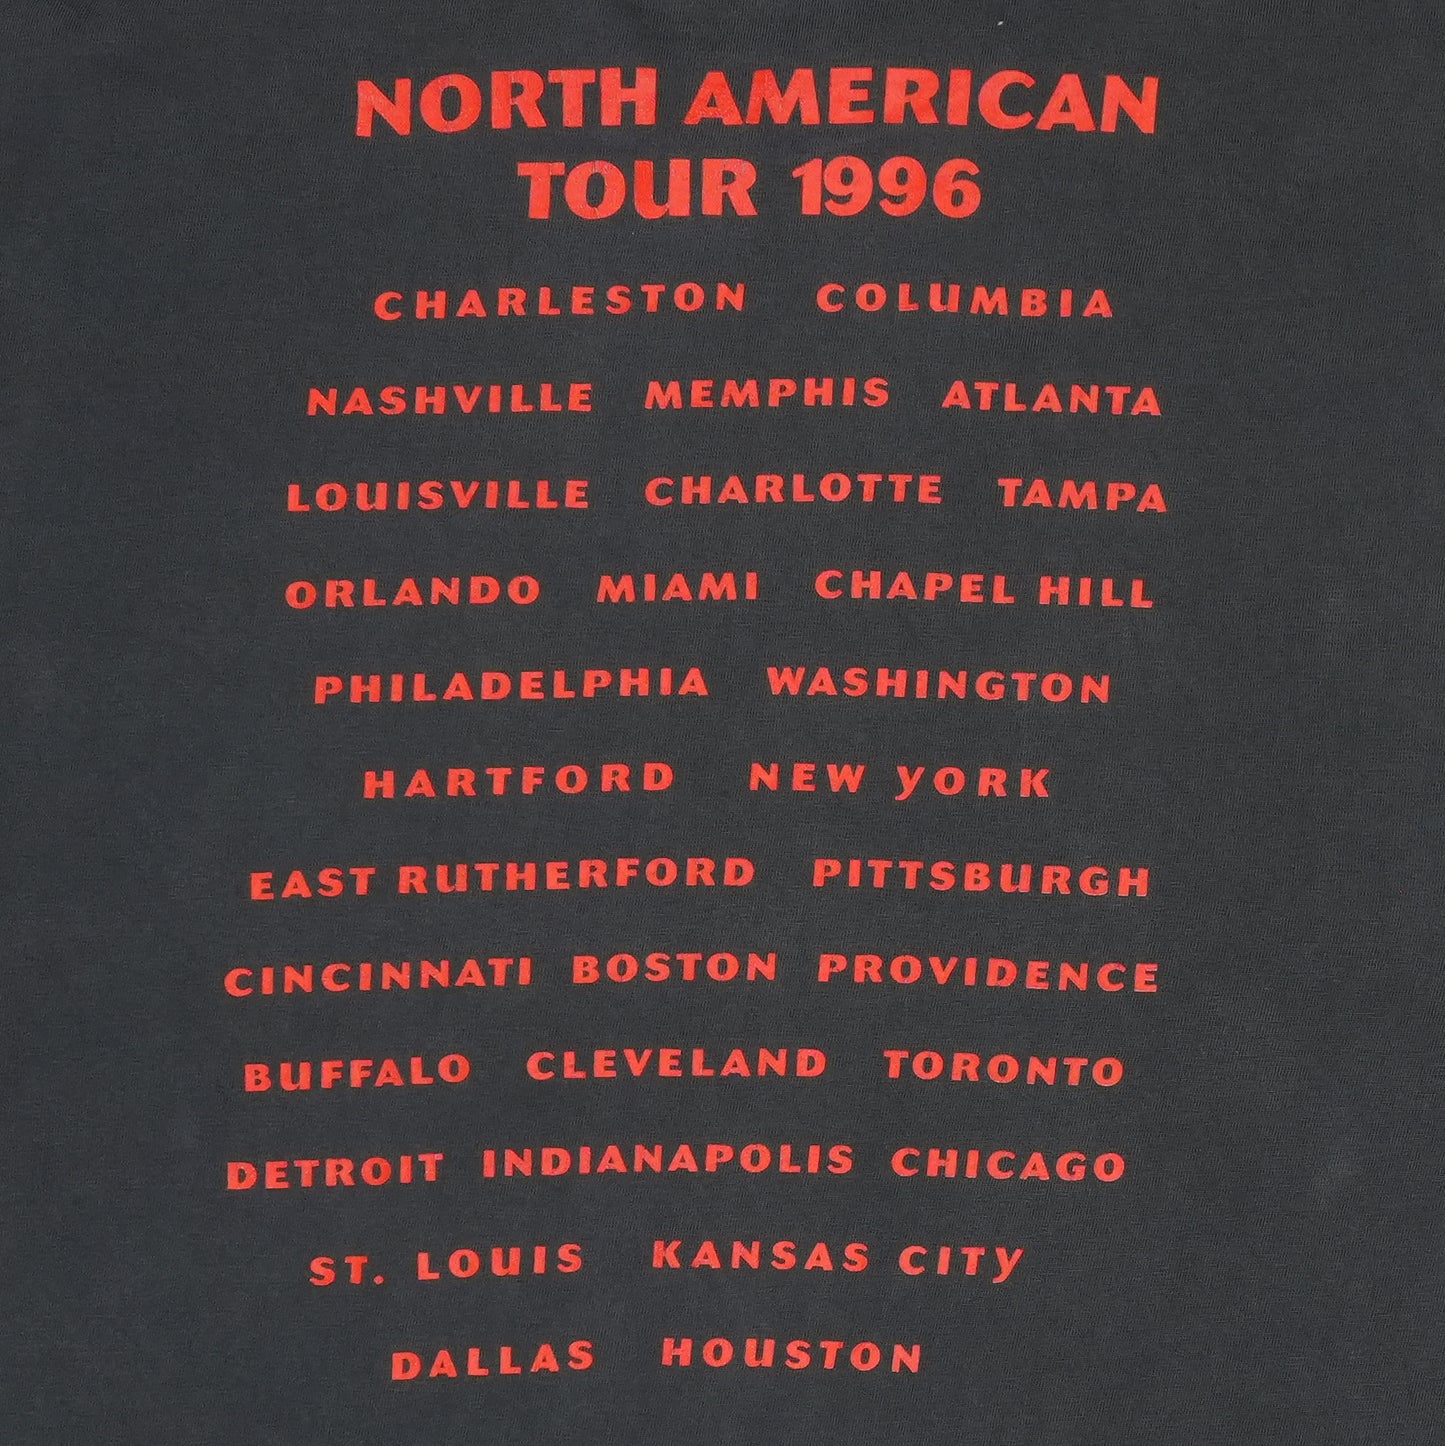 NORTH AMERICAN
TOUR 1996
CHARLESTON COLUMBIA
NASHVILLE MEMPHIS ATLANTA
LOUISVILLE CHARLOTTE TAMPA
ORLANDO MIAMI CHAPEL HILL
PHILADELPHIA WASHINGTON
HARTFORD NEW YORK
EAST RUTHERFORD PITTSBURGH
CINCINNATI BOSTON PROVIDENCE
BUFFALO CLEVELAND TORONTO
DETROIT INDIANAPOLIS CHICAGO
ST. LOUIS KANSAS CITY
DALLAS HOUSTON